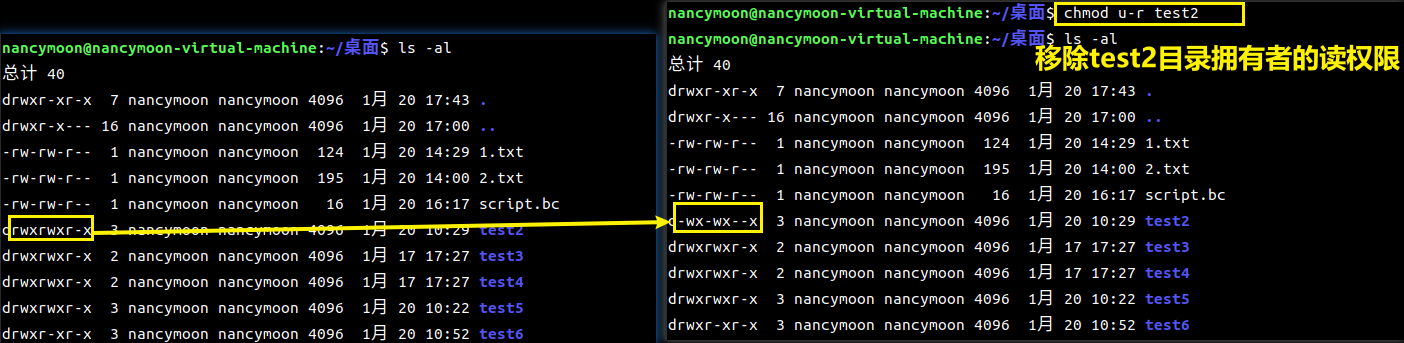 nancymoon@nancymoon-virtual-machine:~/桌面$ ls -al
总计 40
drwxr-xr-x  7 nancymoon nancymoon 4096  1月 20 17:43 .
drwxr-x--- 16 nancymoon nancymoon 4096  1月 20 17:00 ..
-rw-rw-r--  1 nancymoon nancymoon  124  1月 20 14:29 1.txt
-rw-rw-r--  1 nancymoon nancymoon  195  1月 20 14:00 2.txt
-rw-rw-r--  1 nancymoon nancymoon   16  1月 20 16:17 script.bc
drwxrwxr-x  3 nancymoon nancymoon 4096  1月 20 10:29 test2
drwxrwxr-x  2 nancymoon nancymoon 4096  1月 17 17:27 test3
drwxrwxr-x  2 nancymoon nancymoon 4096  1月 17 17:27 test4
drwxrwxr-x  3 nancymoon nancymoon 4096  1月 20 10:22 test5
drwxr-xr-x  3 nancymoon nancymoon 4096  1月 20 10:52 test6
nancymoon@nancymoon-virtual-machine:~/桌面$ chmod u-r test2
nancymoon@nancymoon-virtual-machine:~/桌面$ ls -al
移除test2目录拥有者的读权限
总计 40
drwxr-xr-x  7 nancymoon nancymoon 4096  1月 20 17:43 .
drwxr-x--- 16 nancymoon nancymoon 4096  1月 20 17:00 ..
-rw-rw-r--  1 nancymoon nancymoon  124  1月 20 14:29 1.txt
-rw-rw-r--  1 nancymoon nancymoon  195  1月 20 14:00 2.txt
-rw-rw-r--  1 nancymoon nancymoon   16  1月 20 16:17 script.bc
d-wx-wx--x  3 nancymoon nancymoon 4096  1月 20 10:29 test2
drwxrwxr-x  2 nancymoon nancymoon 4096  1月 17 17:27 test3
drwxrwxr-x  2 nancymoon nancymoon 4096  1月 17 17:27 test4
drwxrwxr-x  3 nancymoon nancymoon 4096  1月 20 10:22 test5
drwxr-xr-x  3 nancymoon nancymoon 4096  1月 20 10:52 test6